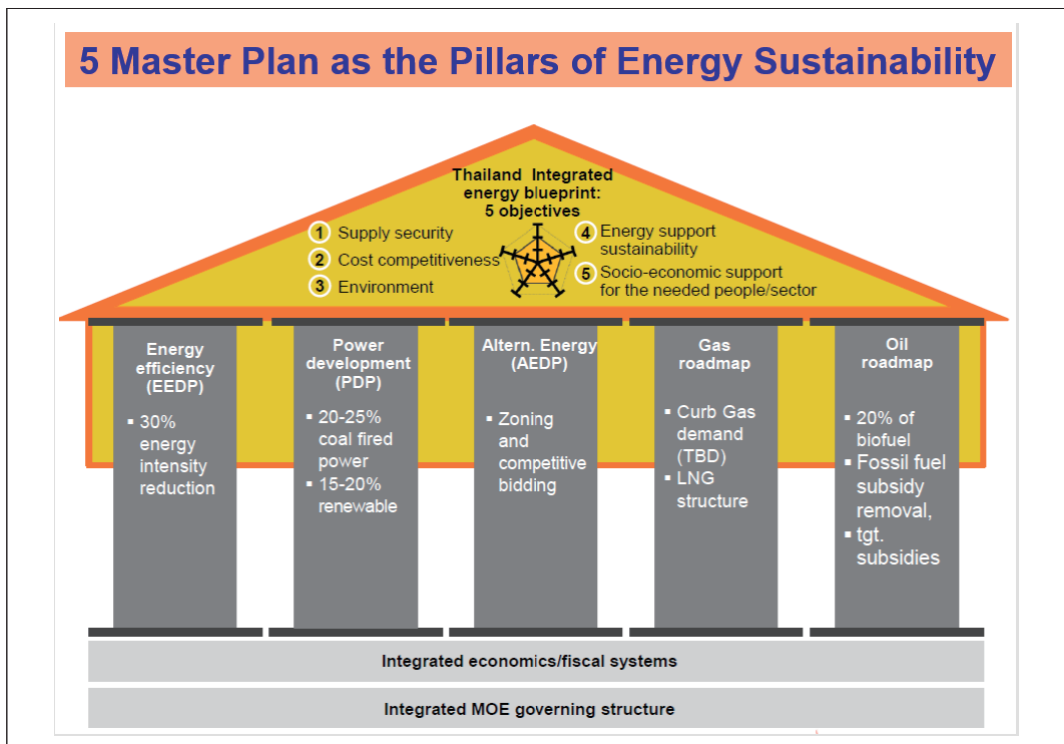 5 Master Plan as the Pillars of Energy Sustainability
Thailand Integrated
energy blueprint:
5 objectives
1 Supply security
2 Cost competitiveness
3 Environment
4 Energy support
sustainability
5 Socio-economic support
for the needed people/sector
Energy
efficiency
(EEDP)
▪ 30%
energy
intensity
reduction
Power
development
(PDP)
▪ 20-25%
coal fired
power
▪ 15-20%
renewable
Altern. Energy
(AEDP)
▪ Zoning
and
competitive
bidding
Gas
roadmap
▪ Curb Gas
demand
(TBD)
▪ LNG
structure
Oil
roadmap
▪ 20% of
biofuel
▪ Fossil fuel
subsidy
removal,
▪ tgt.
subsidies
Integrated economics/fiscal systems
Integrated MOE governing structure